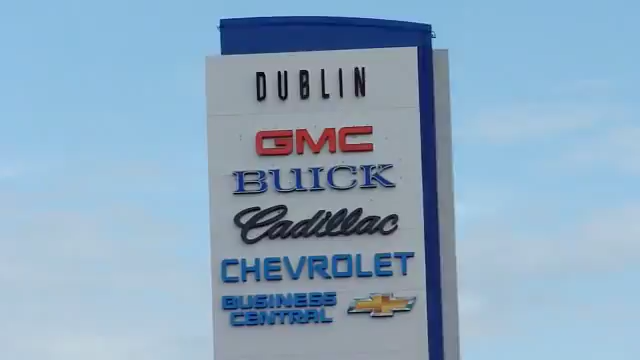 DUBLIN
GMC
BUICK
Cadillac
CHEVROLET
BUSINESS
CENTRAL